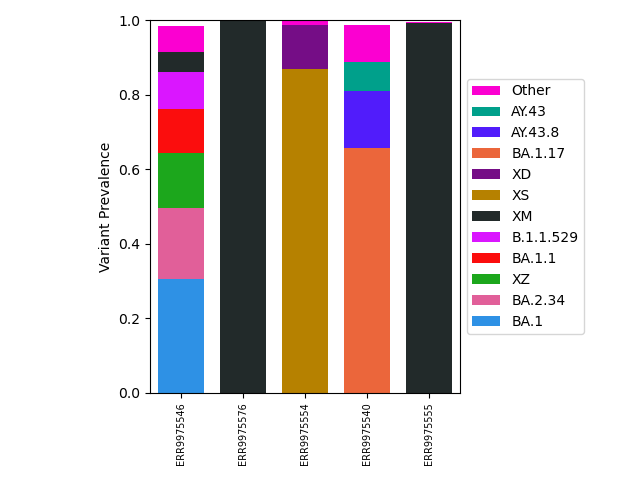 Variant Prevalence
1.0
0.8
0.6
0.4
0.2
0.0
ERR9975546
ERR9975576
ERR9975554
ERR9975540
ERR9975555
Other
AY.43
AY.43.8
BA.1.17
XD
XS
XM
B.1.1.529
BA.1.1
XZ
BA.2.34
BA.1